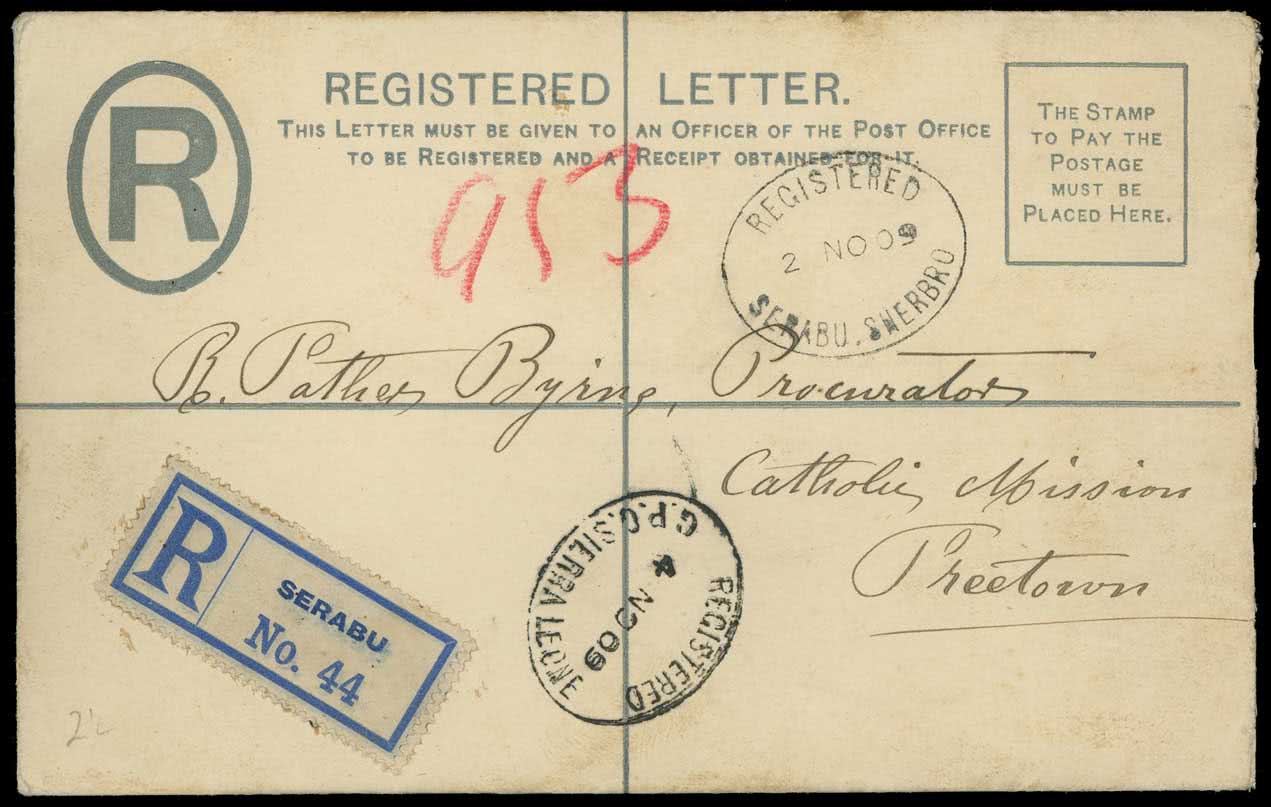 R
REGISTERED LETTER.
THIS LETTER MUST BE GIVEN TO AN OFFICER OF THE POST OFFICE
TO BE REGISTERED AND A RECEIPT OBTAINED FOR IT.
THE STAMP
TO PAY THE
POSTAGE
MUST BE
PLACED HERE.
953
REGISTERED
2 NO 09
SERABU. SHERBRO
R. Father Byrne, Procurator
Catholic Mission
Freetown
R
SERABU
No. 44
G.P.O. SIERRA LEONE
4 NO 09
REGISTERED